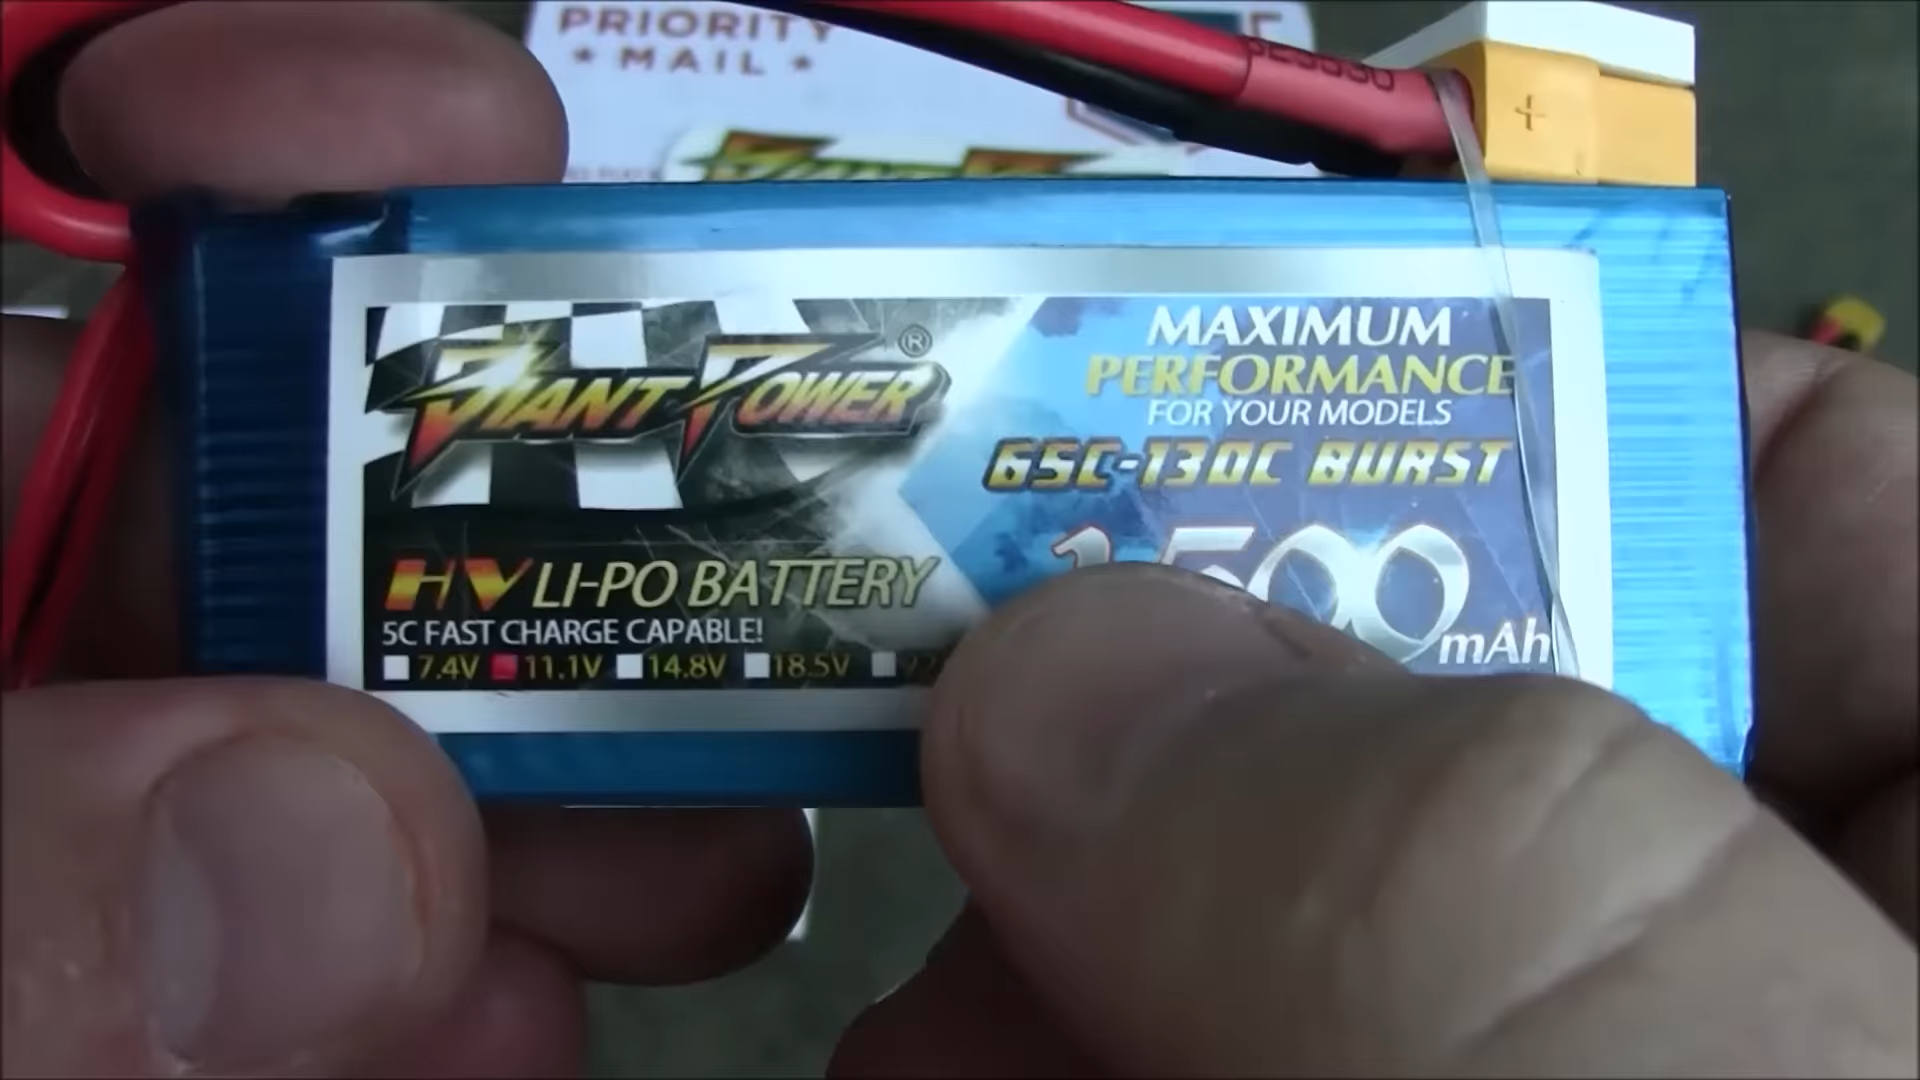 PRIORITY
★ MAIL ★
+
GIANT POWER®
MAXIMUM
PERFORMANCE
FOR YOUR MODELS
65C-130C BURST
1500mAh
HV LI-PO BATTERY
5C FAST CHARGE CAPABLE!
7.4V 11.1V 14.8V 18.5V